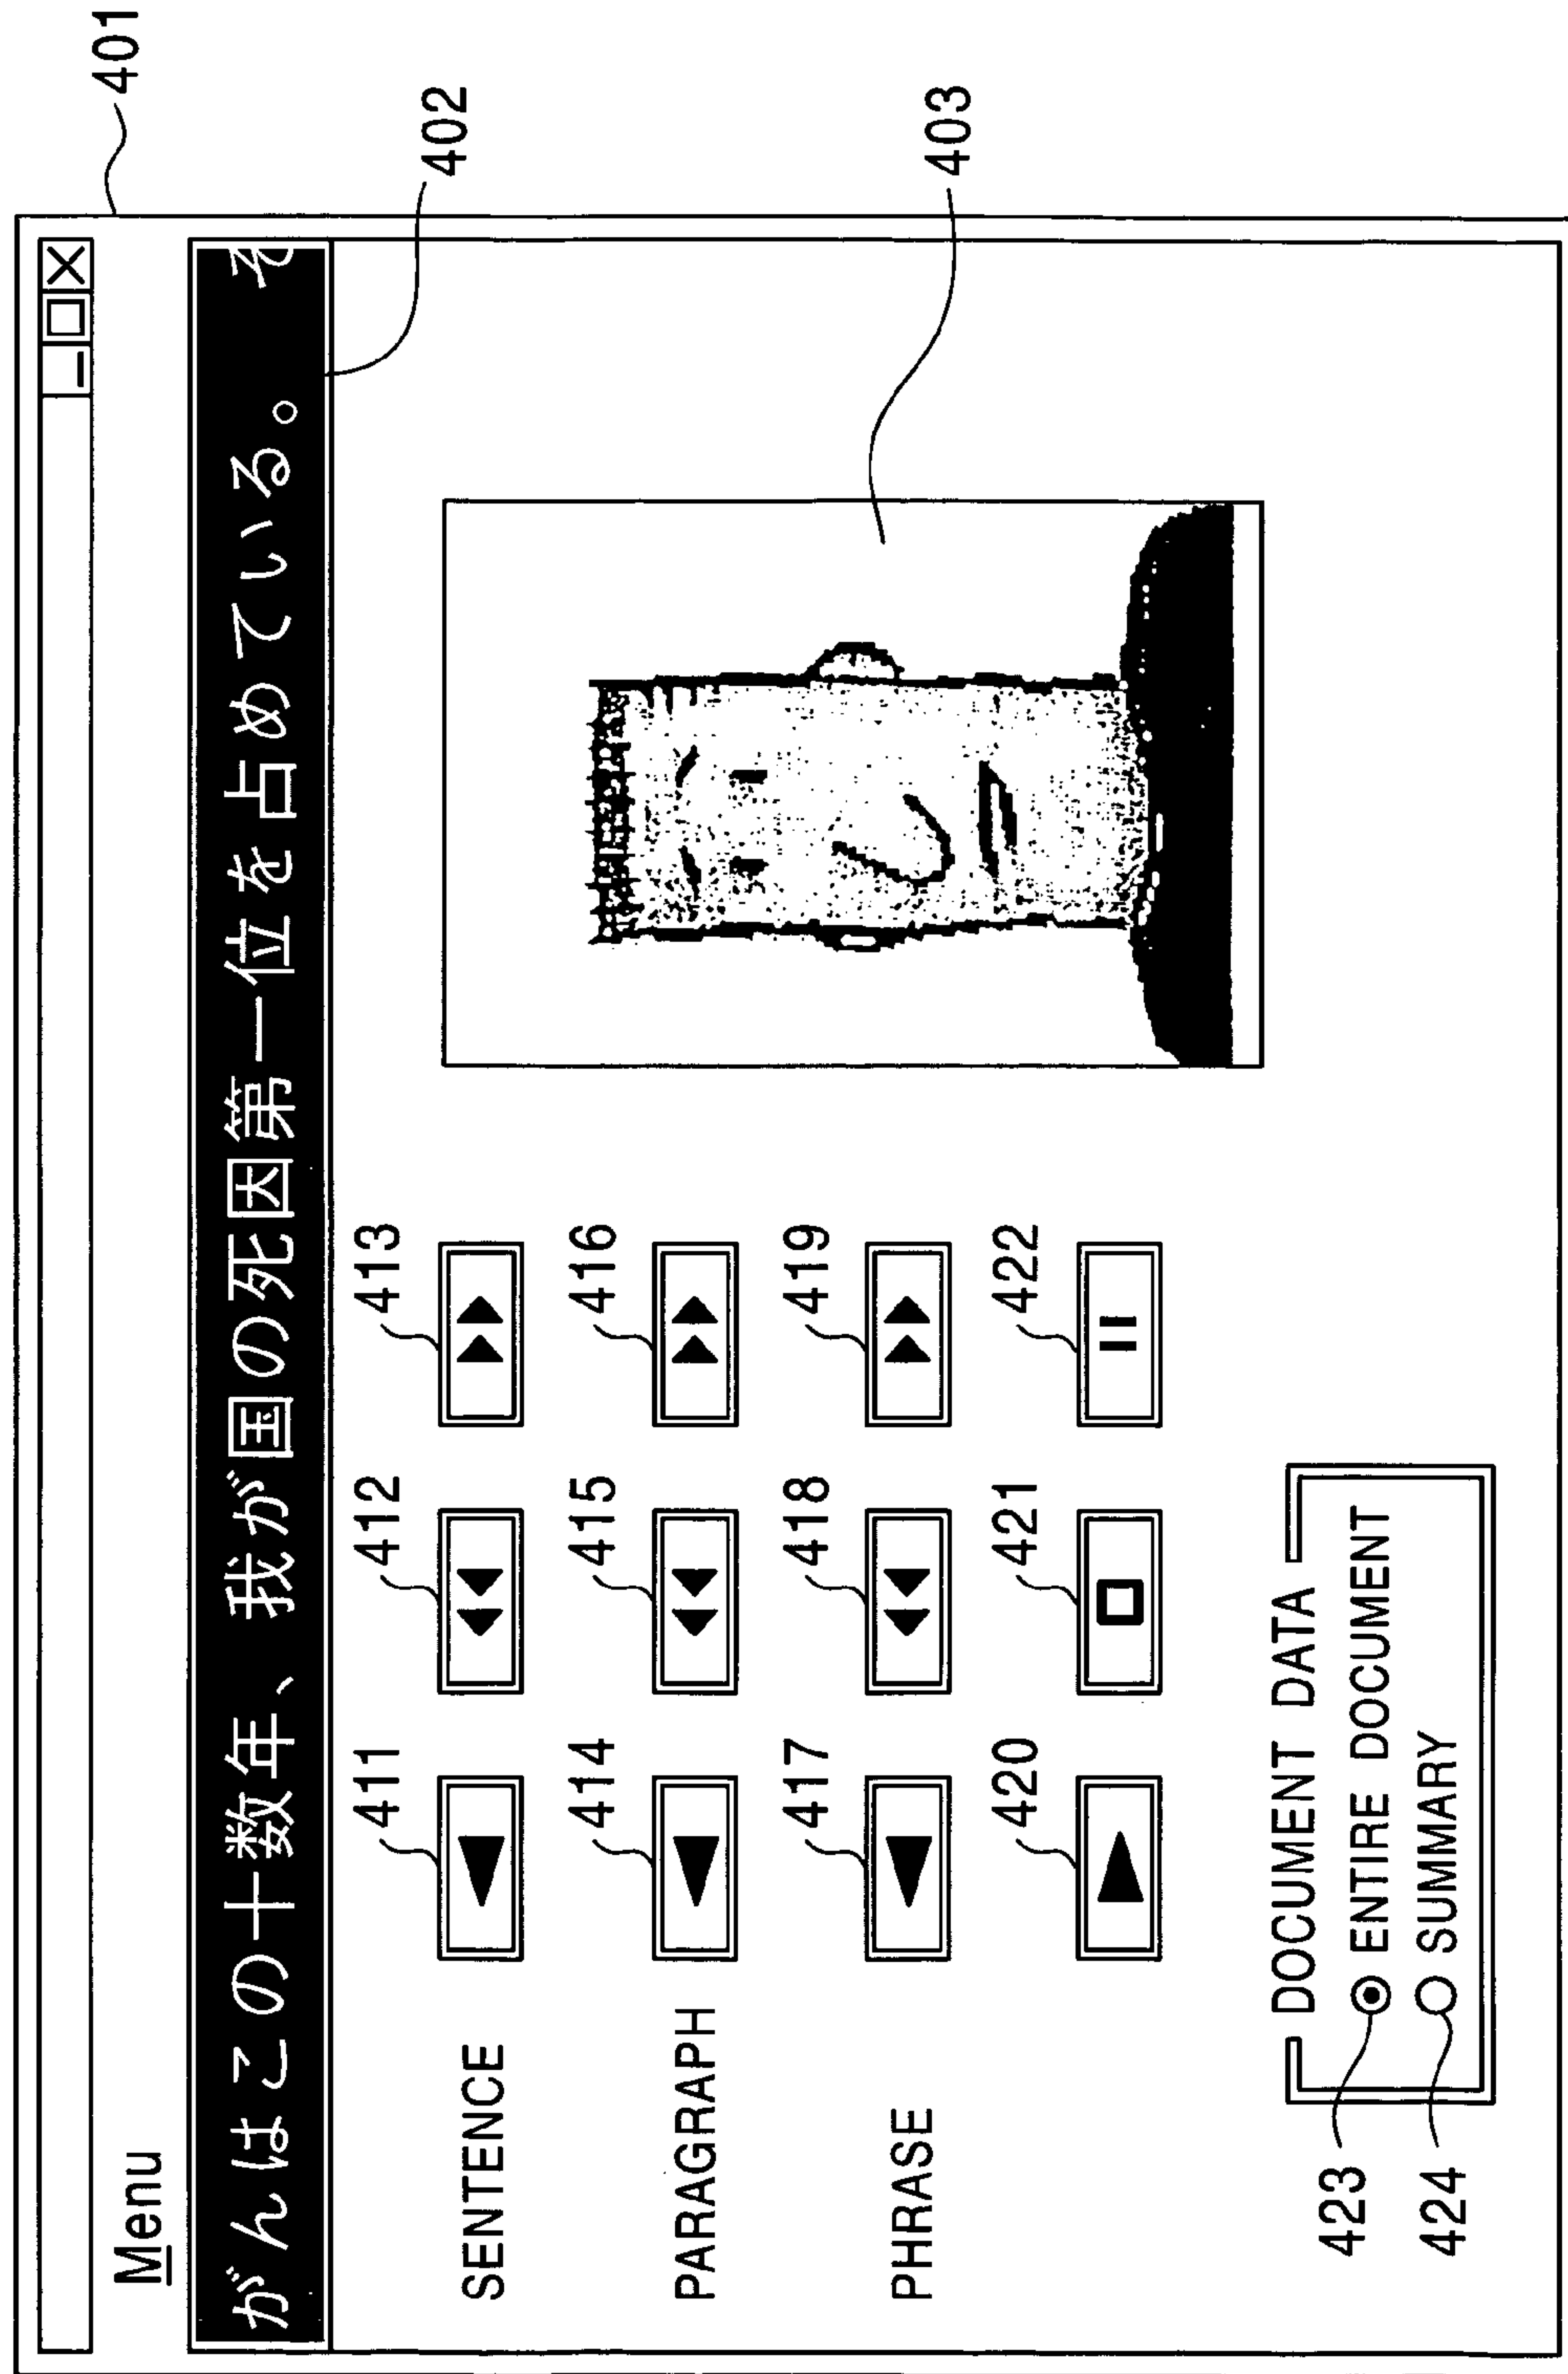 401
Menu
がんはこの十数年、我が国の死因第一位を占めている。 そ
402
411 412 413
SENTENCE
403
414 415 416
PARAGRAPH
417 418 419
PHRASE
420 421 422
DOCUMENT DATA
423 ENTIRE DOCUMENT
424 SUMMARY